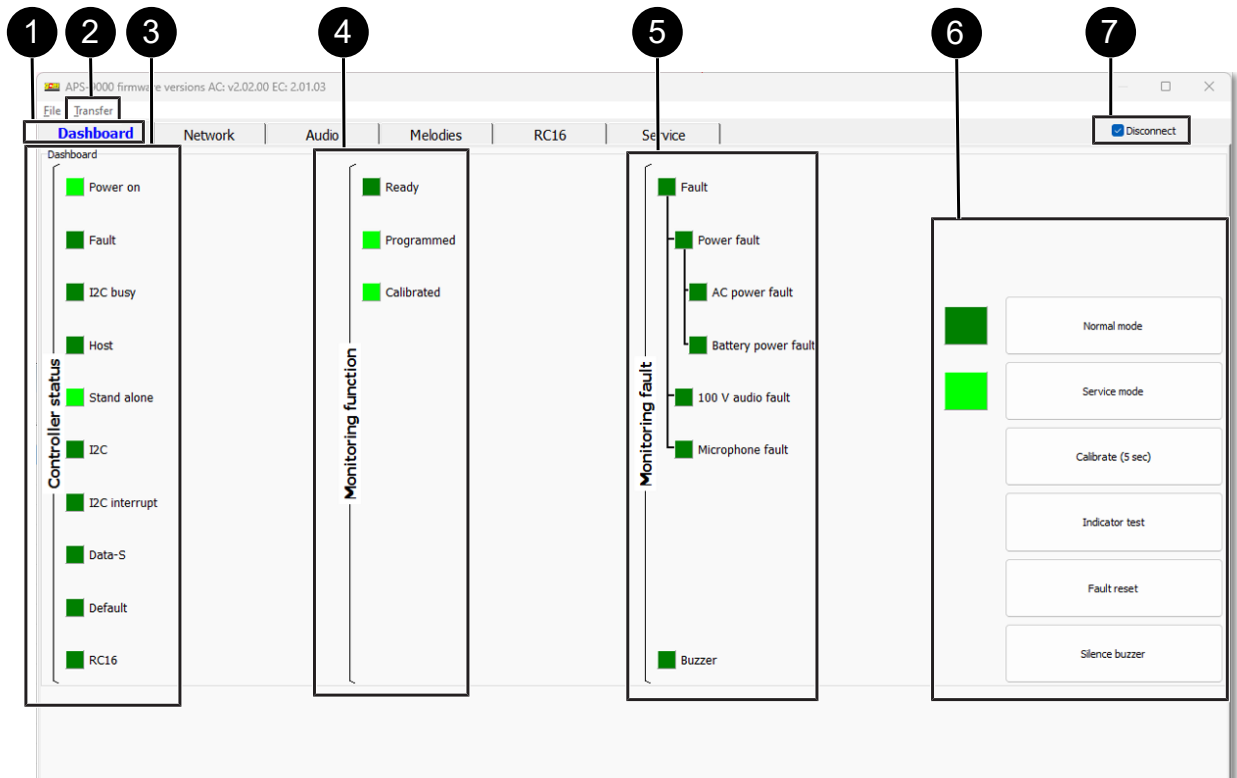 1 2 3 4 5 6 7
APS-9000 firmware versions AC: v2.02.00 EC: 2.01.03
File Transfer
Dashboard Network Audio Melodies RC16 Service Disconnect
Dashboard
Controller status
Power on
Fault
I2C busy
Host
Stand alone
I2C
I2C interrupt
Data-S
Default
RC16
Monitoring function
Ready
Programmed
Calibrated
Monitoring fault
Fault
Power fault
AC power fault
Battery power fault
100 V audio fault
Microphone fault
Buzzer
Normal mode
Service mode
Calibrate (5 sec)
Indicator test
Fault reset
Silence buzzer